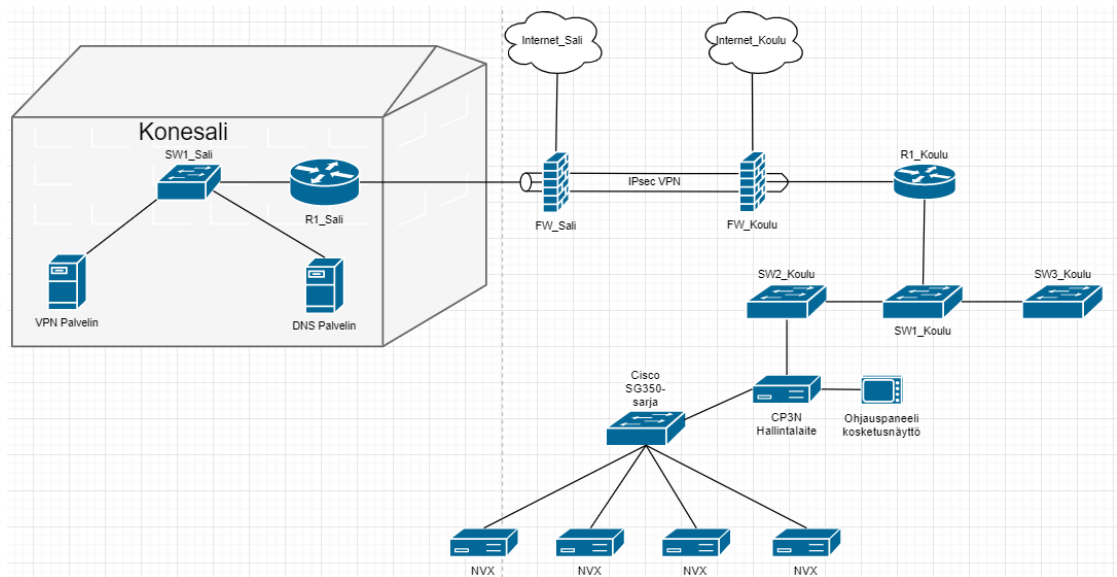 Internet_Sali
Internet_Koulu
Konesali
SW1_Sali
R1_Sali
IPsec VPN
R1_Koulu
FW_Sali
FW_Koulu
VPN Palvelin
DNS Palvelin
SW2_Koulu
SW3_Koulu
SW1_Koulu
Cisco
SG350-
sarja
CP3N
Hallintalaite
Ohjauspaneeli
kosketusnäyttö
NVX
NVX
NVX
NVX